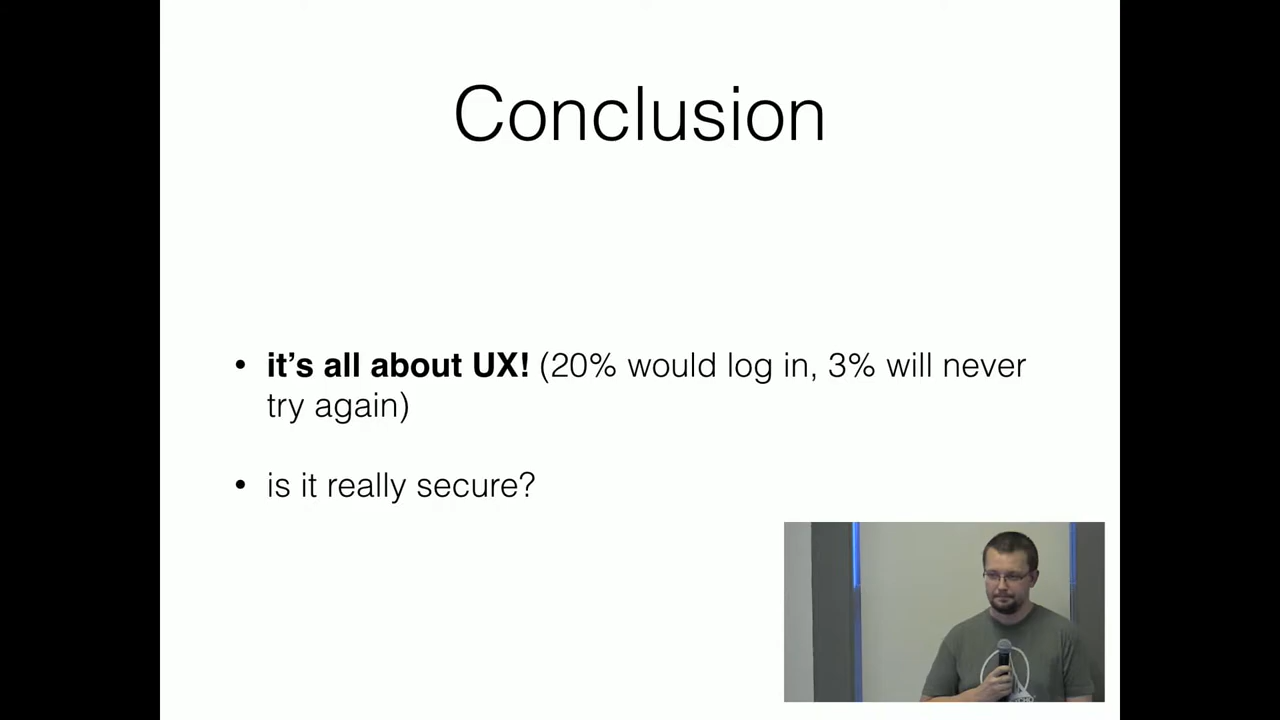 Conclusion
• it's all about UX! (20% would log in, 3% will never
try again)
• is it really secure?